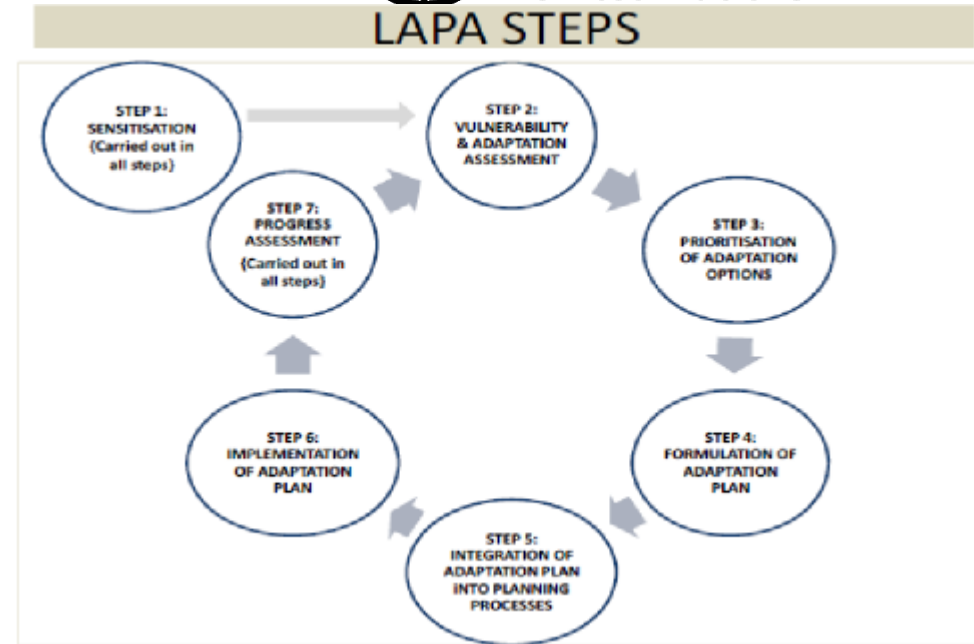 LAPA STEPS
STEP 1:
SENSITISATION
(Carried out in
all steps)
STEP 2:
VULNERABILITY
& ADAPTATION
ASSESSMENT
STEP 3:
PRIORITISATION
OF ADAPTATION
OPTIONS
STEP 4:
FORMULATION OF
ADAPTATION
PLAN
STEP 5:
INTEGRATION OF
ADAPTATION PLAN
INTO PLANNING
PROCESSES
STEP 6:
IMPLEMENTATION
OF ADAPTATION
PLAN
STEP 7:
PROGRESS
ASSESSMENT
(Carried out in
all steps)